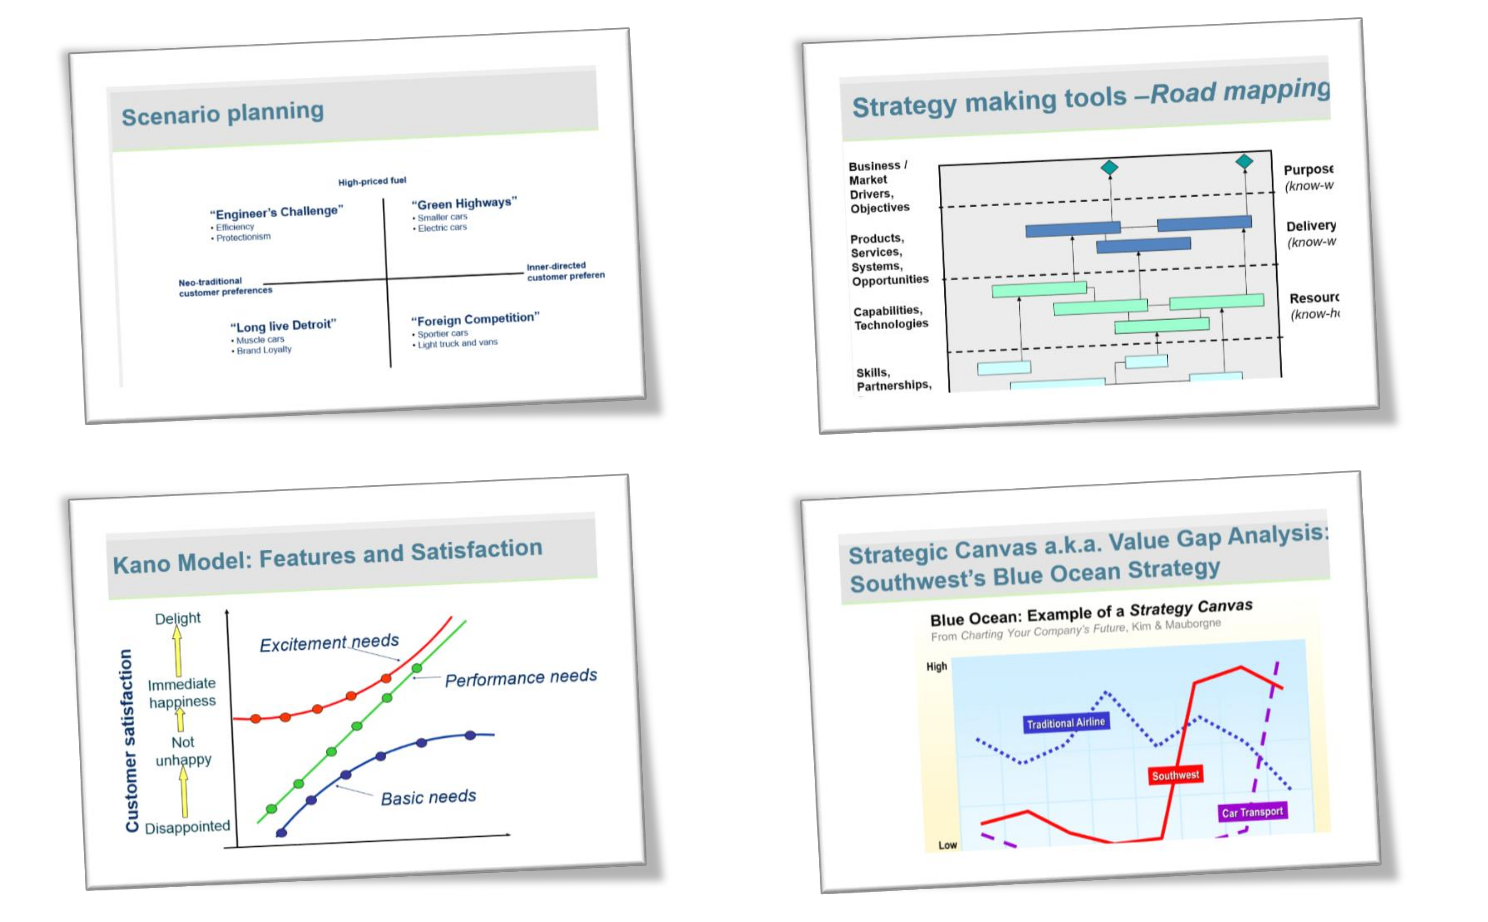 Scenario planning
High-priced fuel
“Engineer’s Challenge”
• Efficiency
• Protectionism
“Green Highways”
• Smaller cars
• Electric cars
Neo-traditional
customer preferences
Inner-directed
customer preferen
“Long live Detroit”
• Muscle cars
• Brand Loyalty
“Foreign Competition”
• Sportier cars
• Light truck and vans
Strategy making tools –Road mapping
Business /
Market
Drivers,
Objectives
Products,
Services,
Systems,
Opportunities
Capabilities,
Technologies
Skills,
Partnerships,
Purpose
(know-w
Delivery
(know-w
Resourc
(know-h
Kano Model: Features and Satisfaction
Customer satisfaction
Delight
Immediate
happiness
Not
unhappy
Disappointed
Excitement needs
Performance needs
Basic needs
Strategic Canvas a.k.a. Value Gap Analysis:
Southwest’s Blue Ocean Strategy
Blue Ocean: Example of a Strategy Canvas
From Charting Your Company’s Future, Kim & Mauborgne
High
Low
Traditional Airline
Southwest
Car Transport